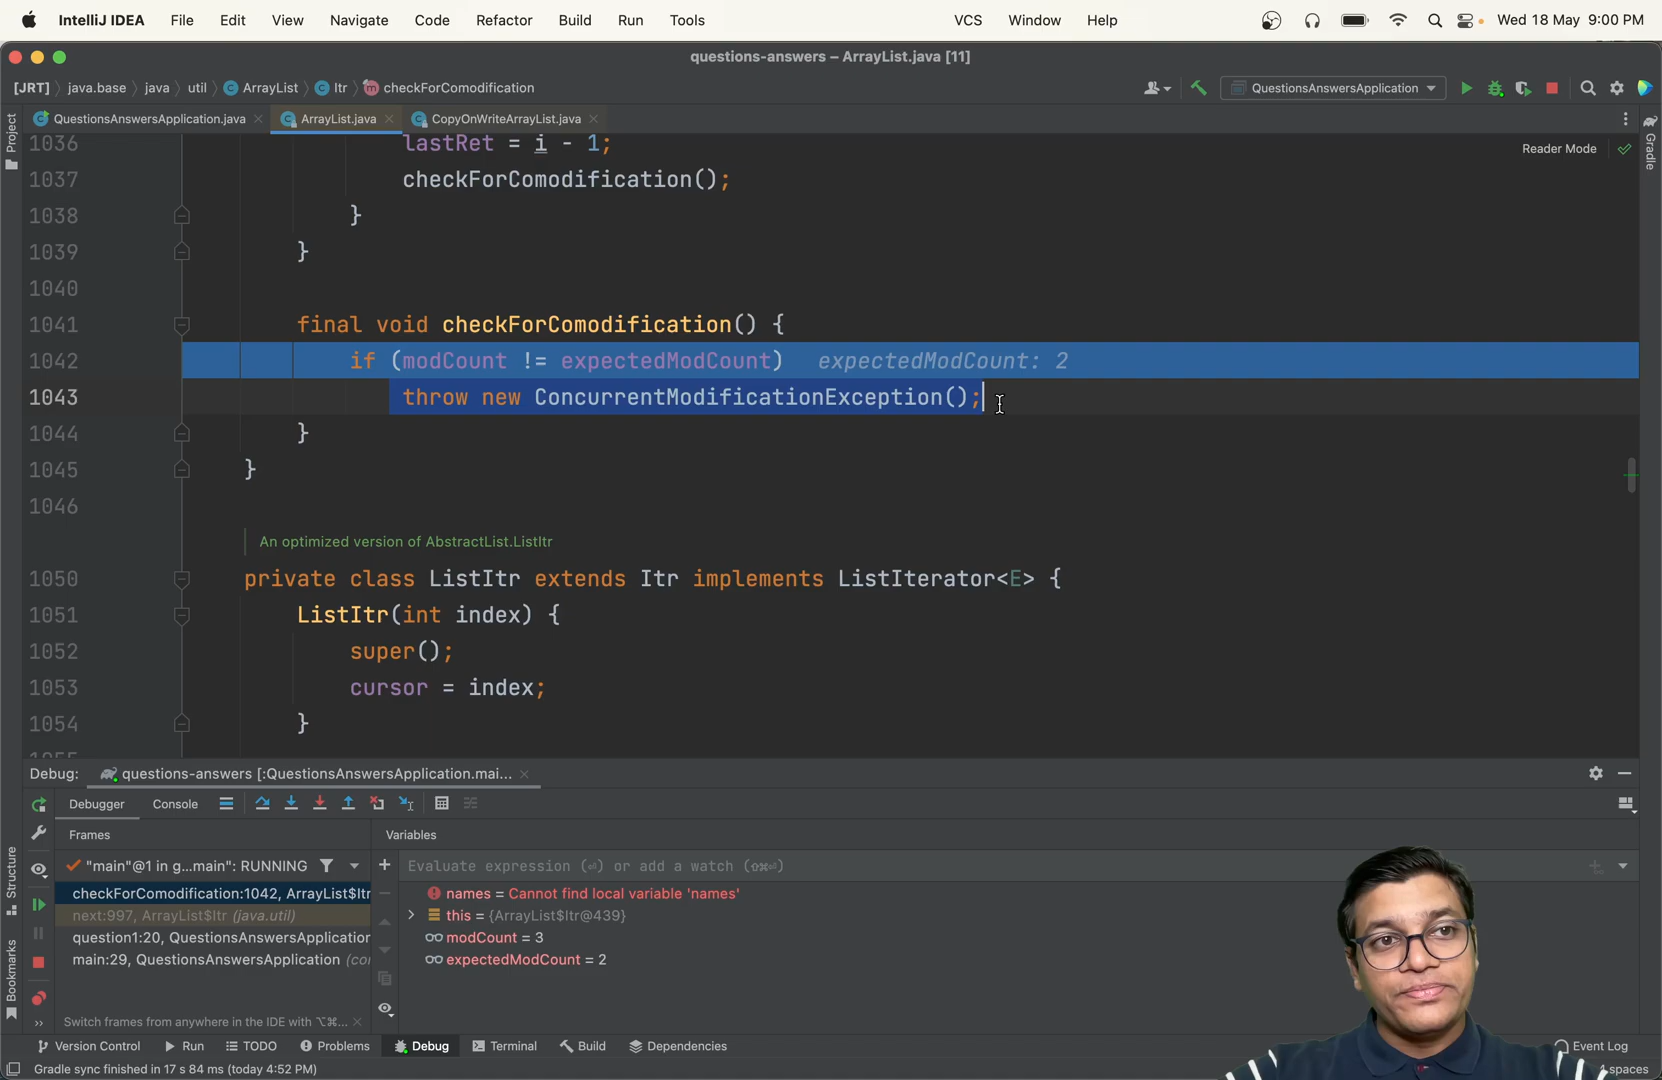 IntelliJ IDEA File Edit View Navigate Code Refactor Build Run Tools VCS Window Help Wed 18 May 9:00 PM
questions-answers – ArrayList.java [11]
[JRT] java.base java util ArrayList Itr checkForComodification QuestionsAnswersApplication
QuestionsAnswersApplication.java ArrayList.java CopyOnWriteArrayList.java
Project
Gradle
Reader Mode
1036 lastRet = i - 1;
1037 checkForComodification();
1038 }
1039 }
1040
1041 final void checkForComodification() {
1042 if (modCount != expectedModCount) expectedModCount: 2
1043 throw new ConcurrentModificationException();
1044 }
1045 }
1046
An optimized version of AbstractList.ListItr
1050 private class ListItr extends Itr implements ListIterator<E> {
1051 ListItr(int index) {
1052 super();
1053 cursor = index;
1054 }
1055
Debug: questions-answers [:QuestionsAnswersApplication.mai...
Debugger Console
Frames Variables
"main"@1 in g...main": RUNNING Evaluate expression (⏎) or add a watch (⇧⌘⏎)
checkForComodification:1042, ArrayList$Itr names = Cannot find local variable 'names'
next:997, ArrayList$Itr (java.util) this = {ArrayList$Itr@439}
question1:20, QuestionsAnswersApplication modCount = 3
main:29, QuestionsAnswersApplication (co expectedModCount = 2
Switch frames from anywhere in the IDE with ⌥⌘...
Structure
Bookmarks
Version Control Run TODO Problems Debug Terminal Build Dependencies Event Log
Gradle sync finished in 17 s 84 ms (today 4:52 PM) spaces